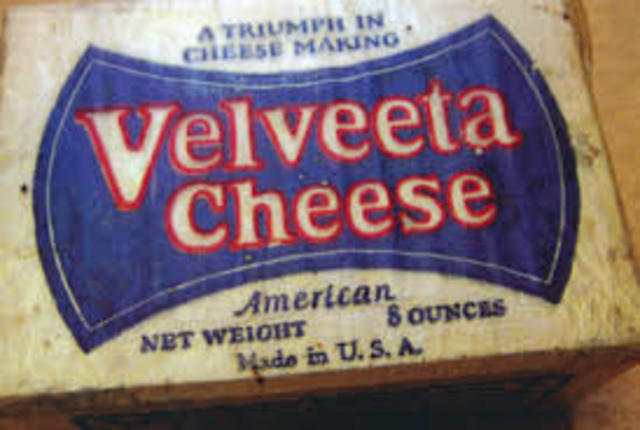 A TRIUMPH IN
CHEESE MAKING
Velveeta
Cheese
American
NET WEIGHT 8 OUNCES
Made in U.S.A.